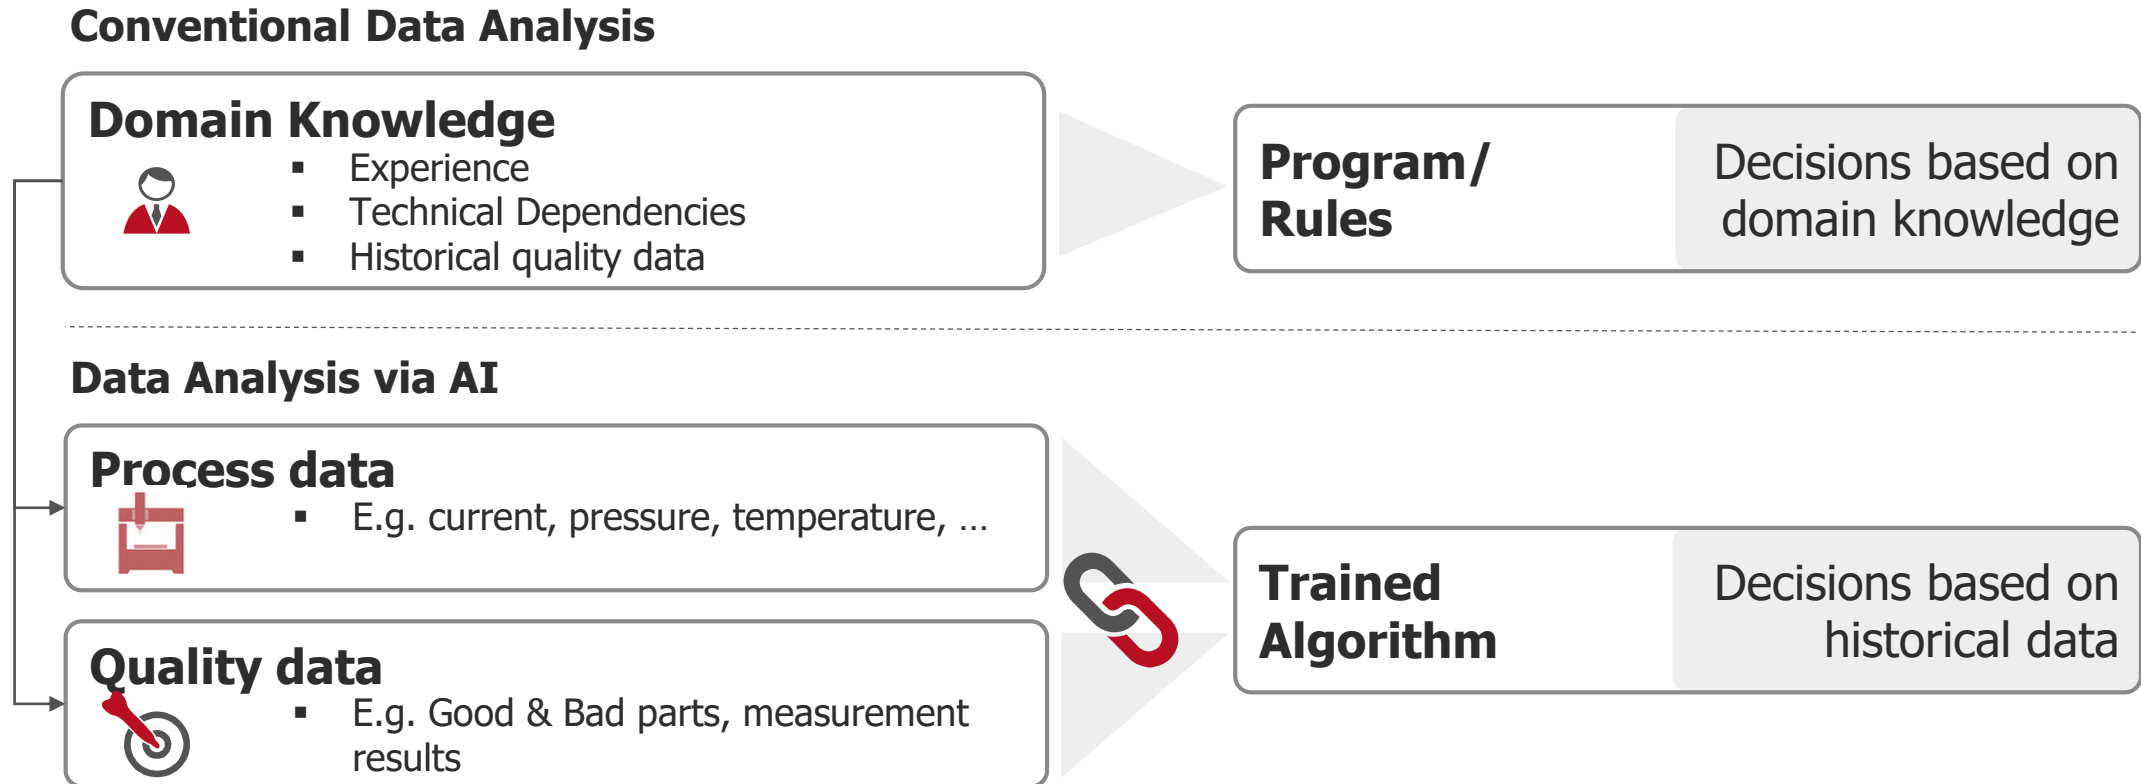 Conventional Data Analysis
Domain Knowledge
▪ Experience
▪ Technical Dependencies
▪ Historical quality data
Program/
Rules
Decisions based on
domain knowledge
Data Analysis via AI
Process data
▪ E.g. current, pressure, temperature, …
Quality data
▪ E.g. Good & Bad parts, measurement
results
Trained
Algorithm
Decisions based on
historical data